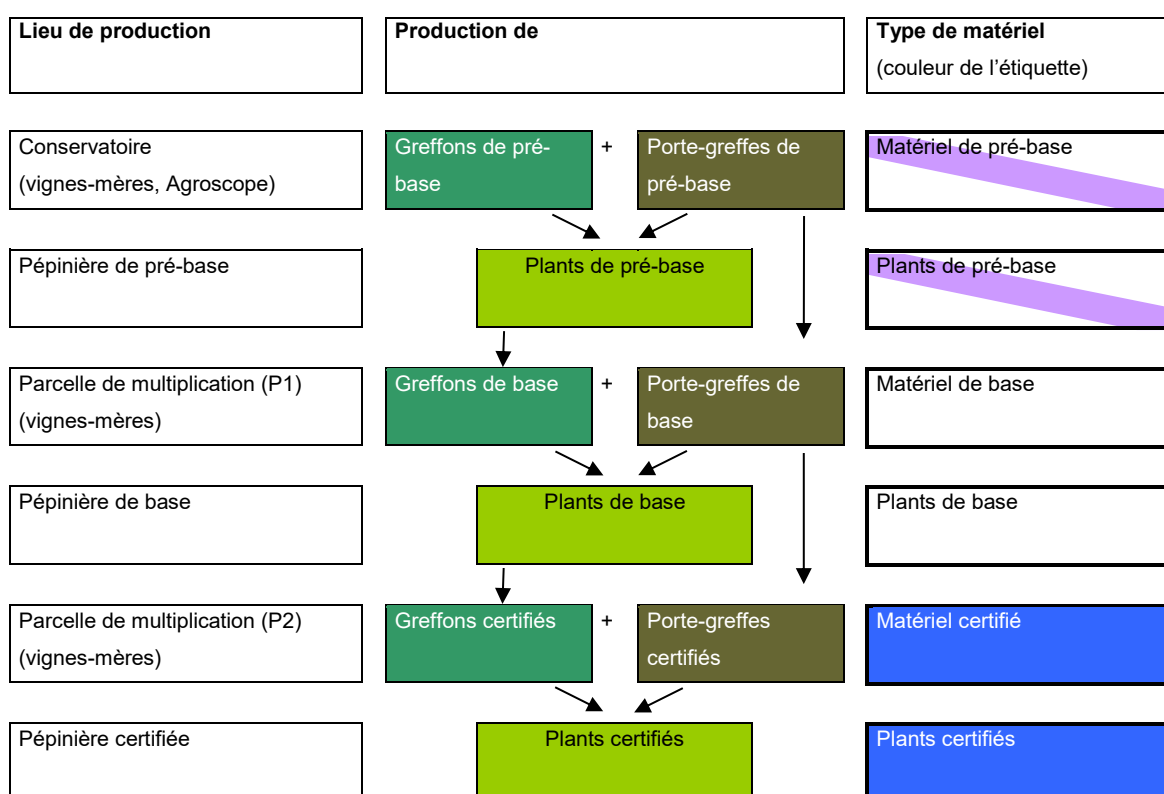 Lieu de production
Production de
Type de matériel
(couleur de l'étiquette)
Conservatoire
(vignes-mères, Agroscope)
Greffons de pré-
base
+
Porte-greffes de
pré-base
Matériel de pré-base
Pépinière de pré-base
Plants de pré-base
Plants de pré-base
Parcelle de multiplication (P1)
(vignes-mères)
Greffons de base
+
Porte-greffes de
base
Matériel de base
Pépinière de base
Plants de base
Plants de base
Parcelle de multiplication (P2)
(vignes-mères)
Greffons certifiés
+
Porte-greffes
certifiés
Matériel certifié
Pépinière certifiée
Plants certifiés
Plants certifiés